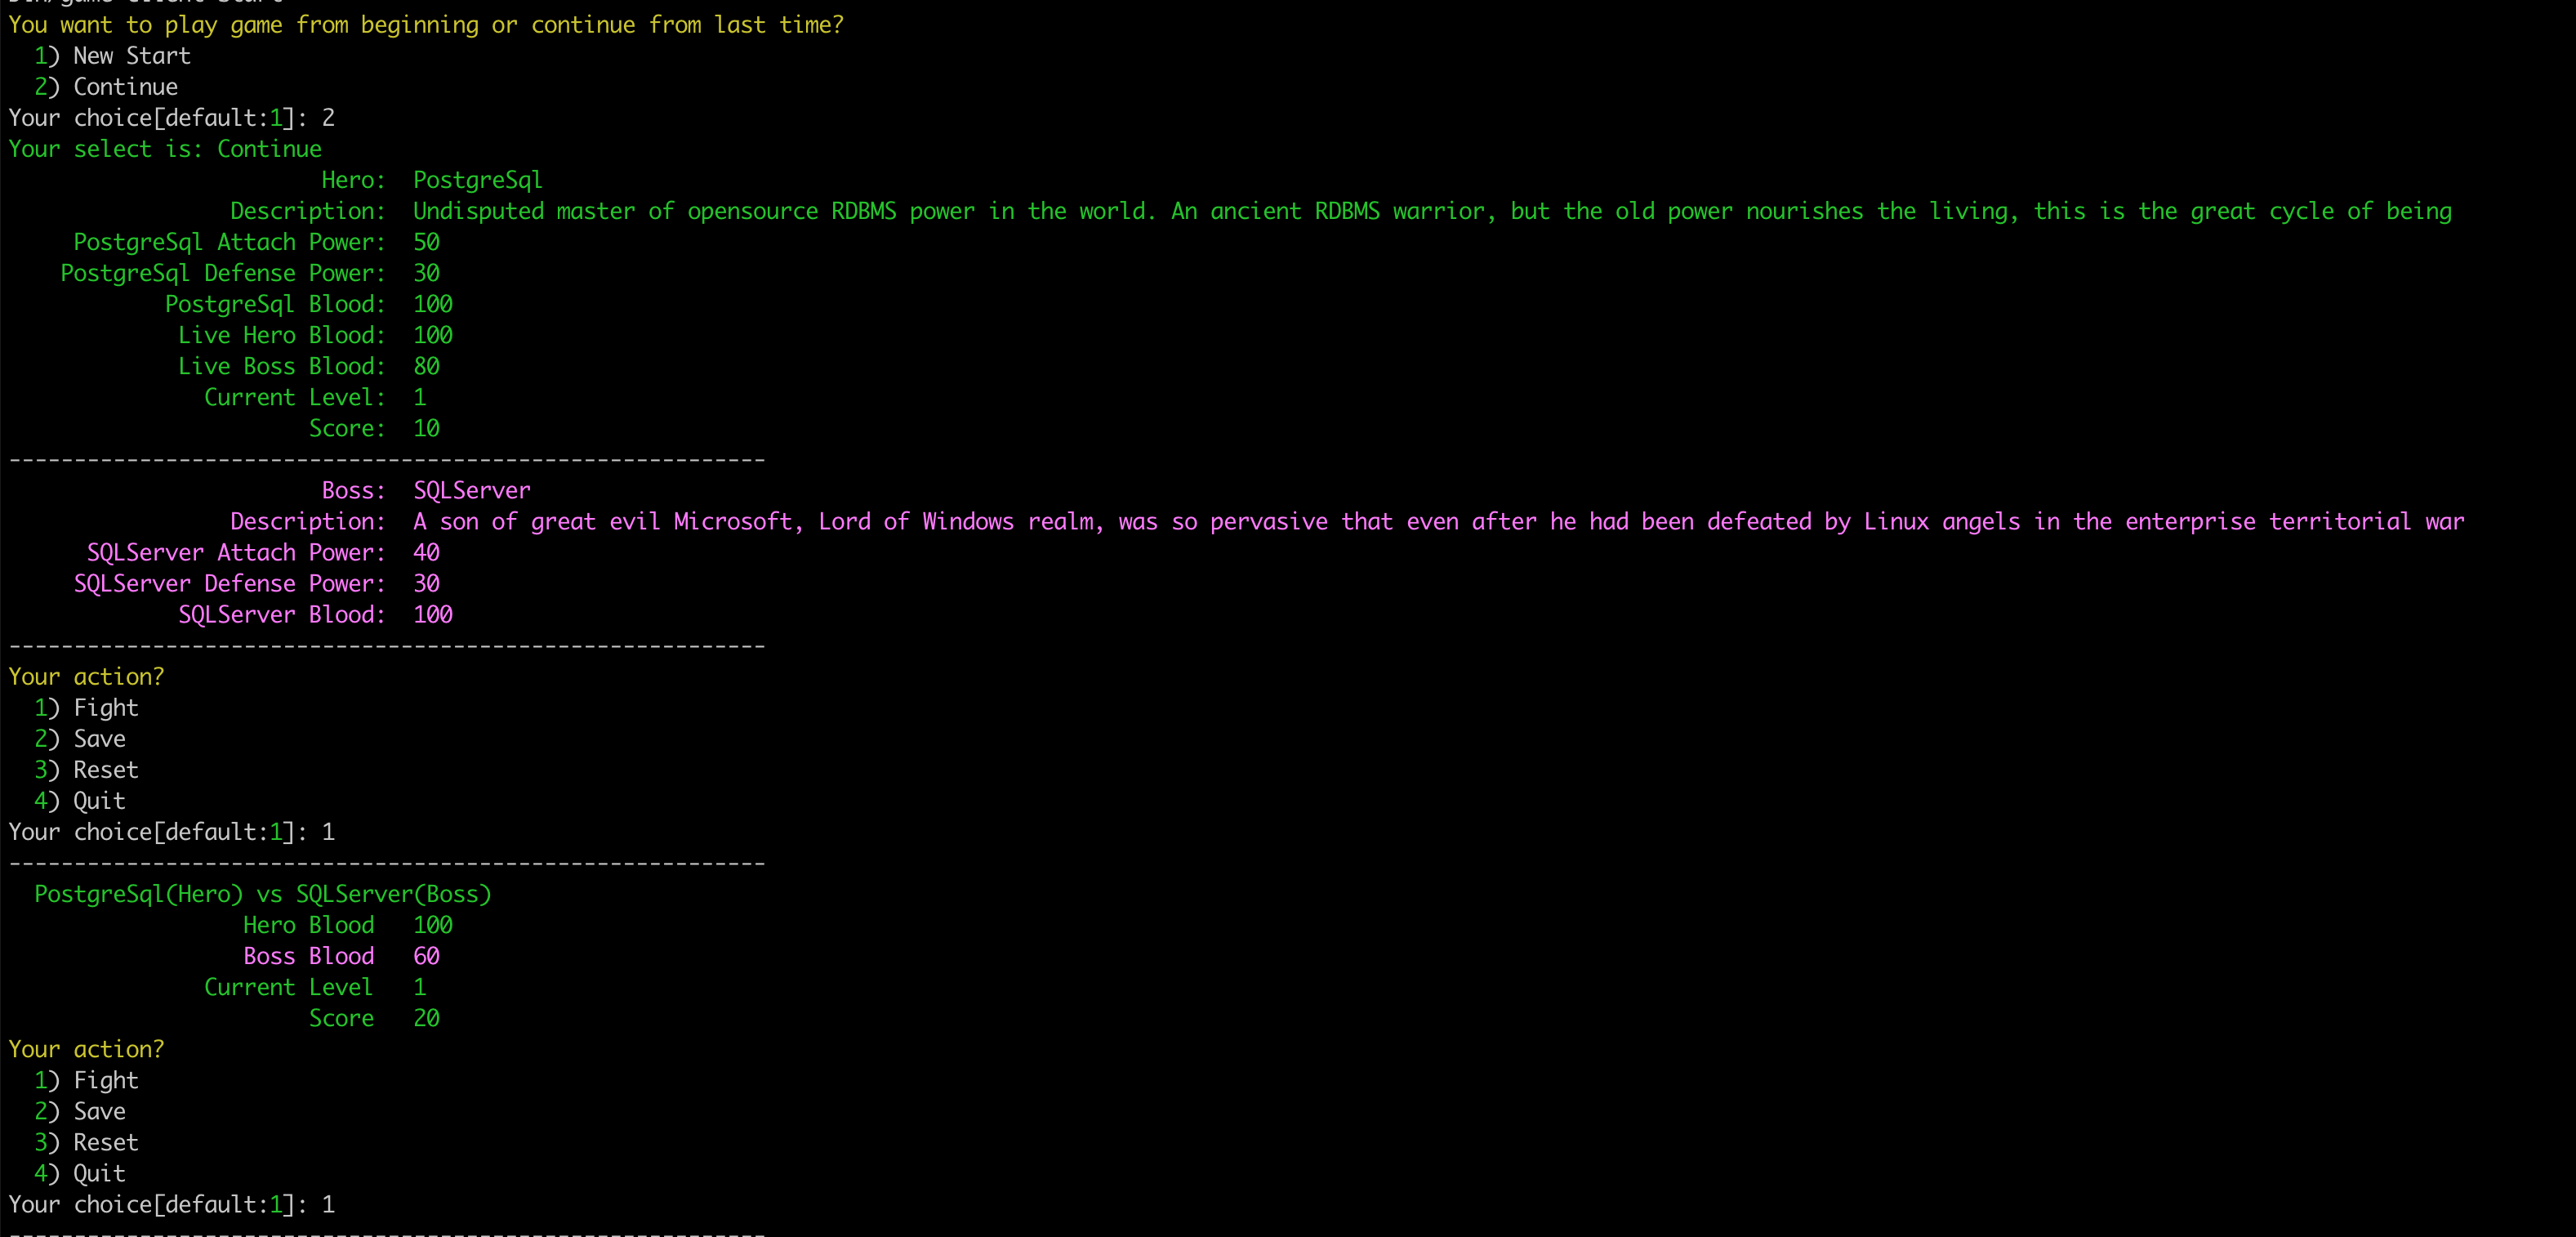 You want to play game from beginning or continue from last time?
1) New Start
2) Continue
Your choice[default:1]: 2
Your select is: Continue
Hero: PostgreSql
Description: Undisputed master of opensource RDBMS power in the world. An ancient RDBMS warrior, but the old power nourishes the living, this is the great cycle of being
PostgreSql Attach Power: 50
PostgreSql Defense Power: 30
PostgreSql Blood: 100
Live Hero Blood: 100
Live Boss Blood: 80
Current Level: 1
Score: 10
----------------------------------------------------------
Boss: SQLServer
Description: A son of great evil Microsoft, Lord of Windows realm, was so pervasive that even after he had been defeated by Linux angels in the enterprise territorial war
SQLServer Attach Power: 40
SQLServer Defense Power: 30
SQLServer Blood: 100
----------------------------------------------------------
Your action?
1) Fight
2) Save
3) Reset
4) Quit
Your choice[default:1]: 1
----------------------------------------------------------
PostgreSql(Hero) vs SQLServer(Boss)
Hero Blood 100
Boss Blood 60
Current Level 1
Score 20
Your action?
1) Fight
2) Save
3) Reset
4) Quit
Your choice[default:1]: 1
----------------------------------------------------------